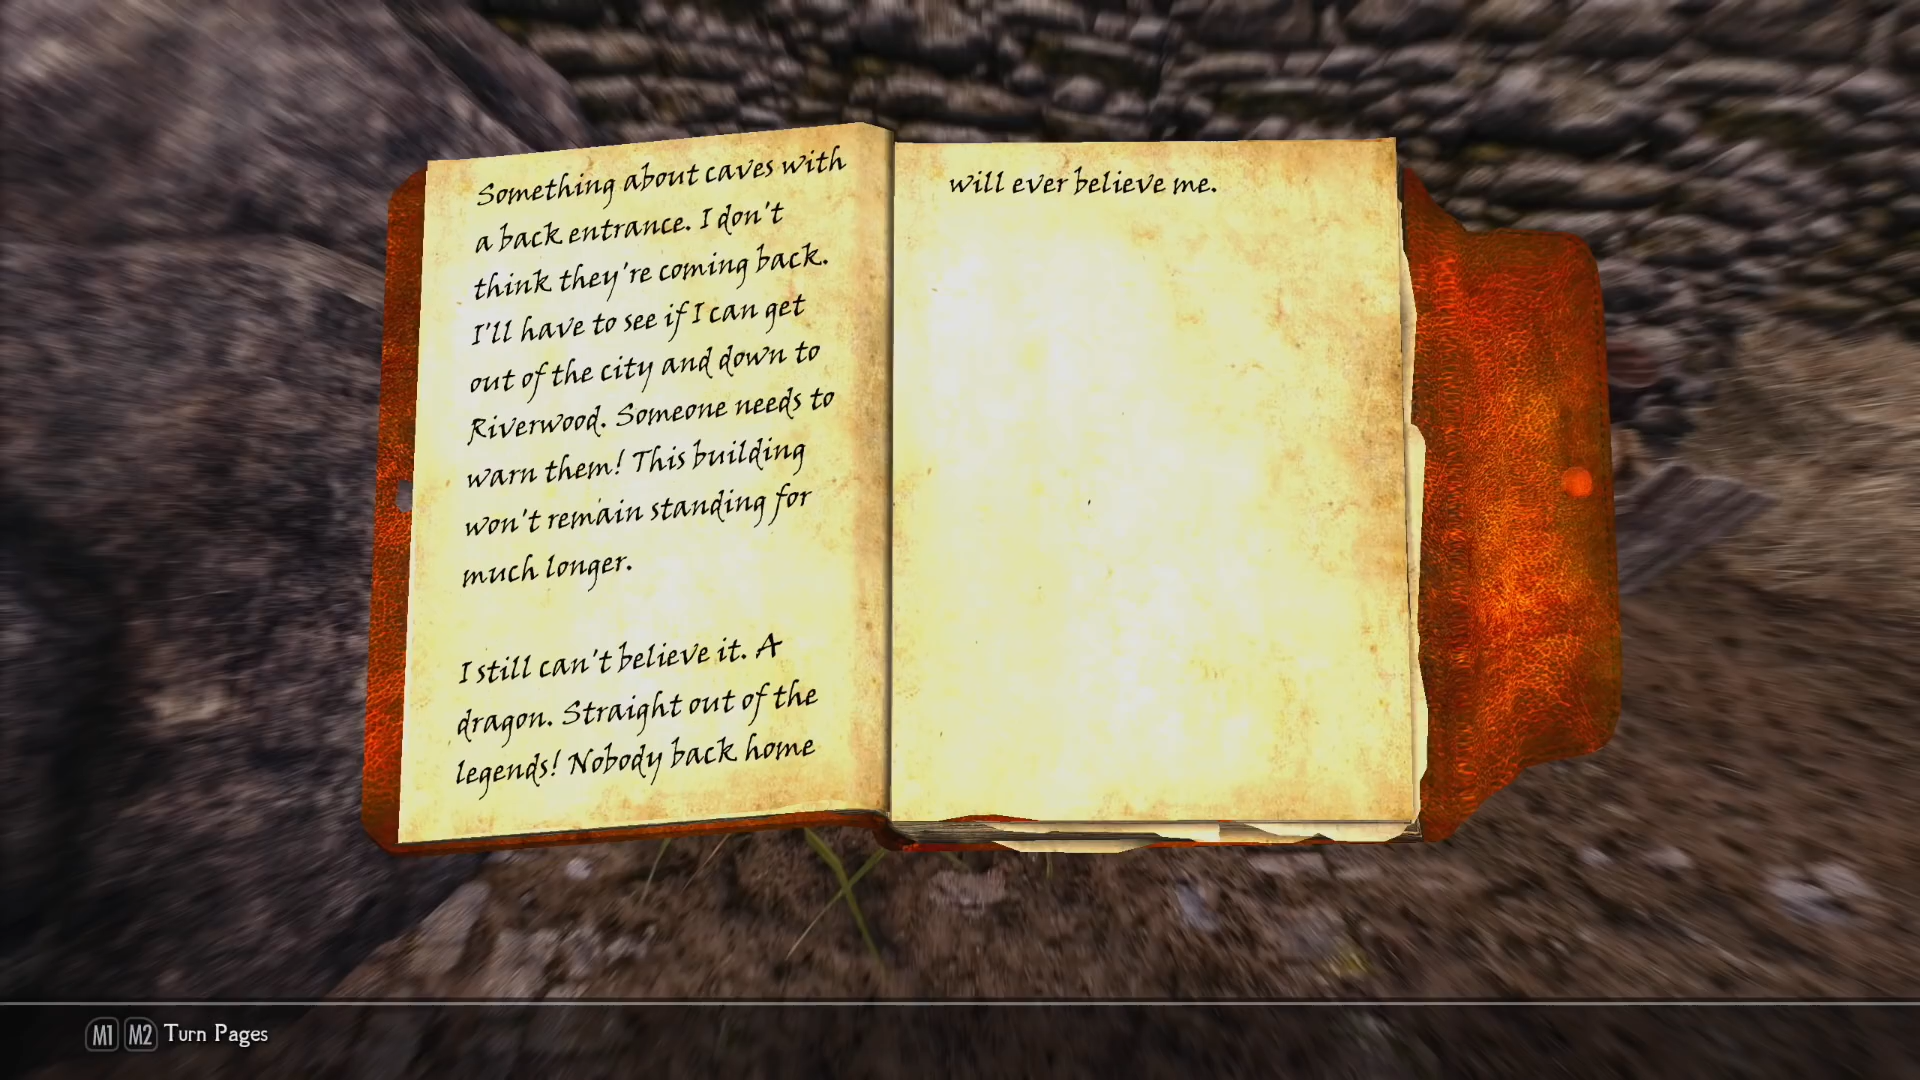 Something about caves with
a back entrance. I don't
think they're coming back.
I'll have to see if I can get
out of the city and down to
Riverwood. Someone needs to
warn them! This building
won't remain standing for
much longer.
I still can't believe it. A
dragon. Straight out of the
legends! Nobody back home
will ever believe me.
M1 M2 Turn Pages